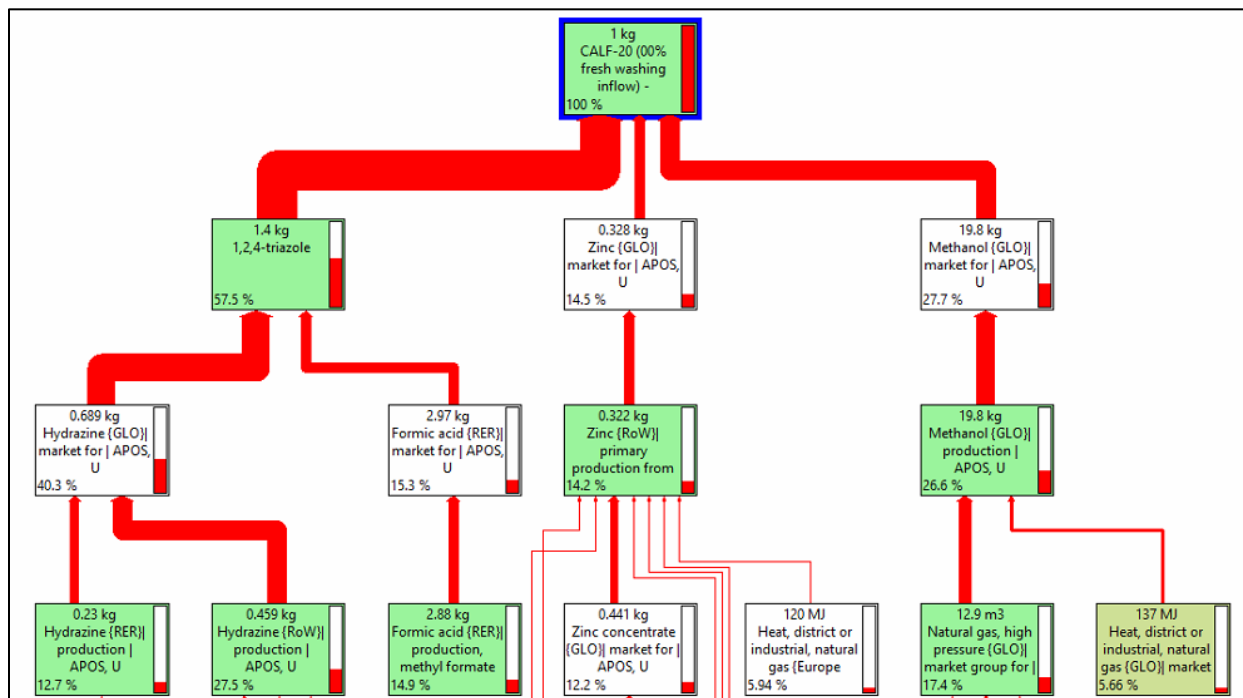 1 kg
CALF-20 (00%
fresh washing
inflow) -
100 %
1.4 kg
1,2,4-triazole
57.5 %
0.328 kg
Zinc {GLO}|
market for | APOS,
U
14.5 %
19.8 kg
Methanol {GLO}|
market for | APOS,
U
27.7 %
0.689 kg
Hydrazine {GLO}|
market for | APOS,
U
40.3 %
2.97 kg
Formic acid {RER}|
market for | APOS,
U
15.3 %
0.322 kg
Zinc {RoW}|
primary
production from
14.2 %
19.8 kg
Methanol {GLO}|
production |
APOS, U
26.6 %
0.23 kg
Hydrazine {RER}|
production |
APOS, U
12.7 %
0.459 kg
Hydrazine {RoW}|
production |
APOS, U
27.5 %
2.88 kg
Formic acid {RER}|
production,
methyl formate
14.9 %
0.441 kg
Zinc concentrate
{GLO}| market for |
APOS, U
12.2 %
120 MJ
Heat, district or
industrial, natural
gas {Europe
5.94 %
12.9 m3
Natural gas, high
pressure {GLO}|
market group for |
17.4 %
137 MJ
Heat, district or
industrial, natural
gas {GLO}| market
5.66 %